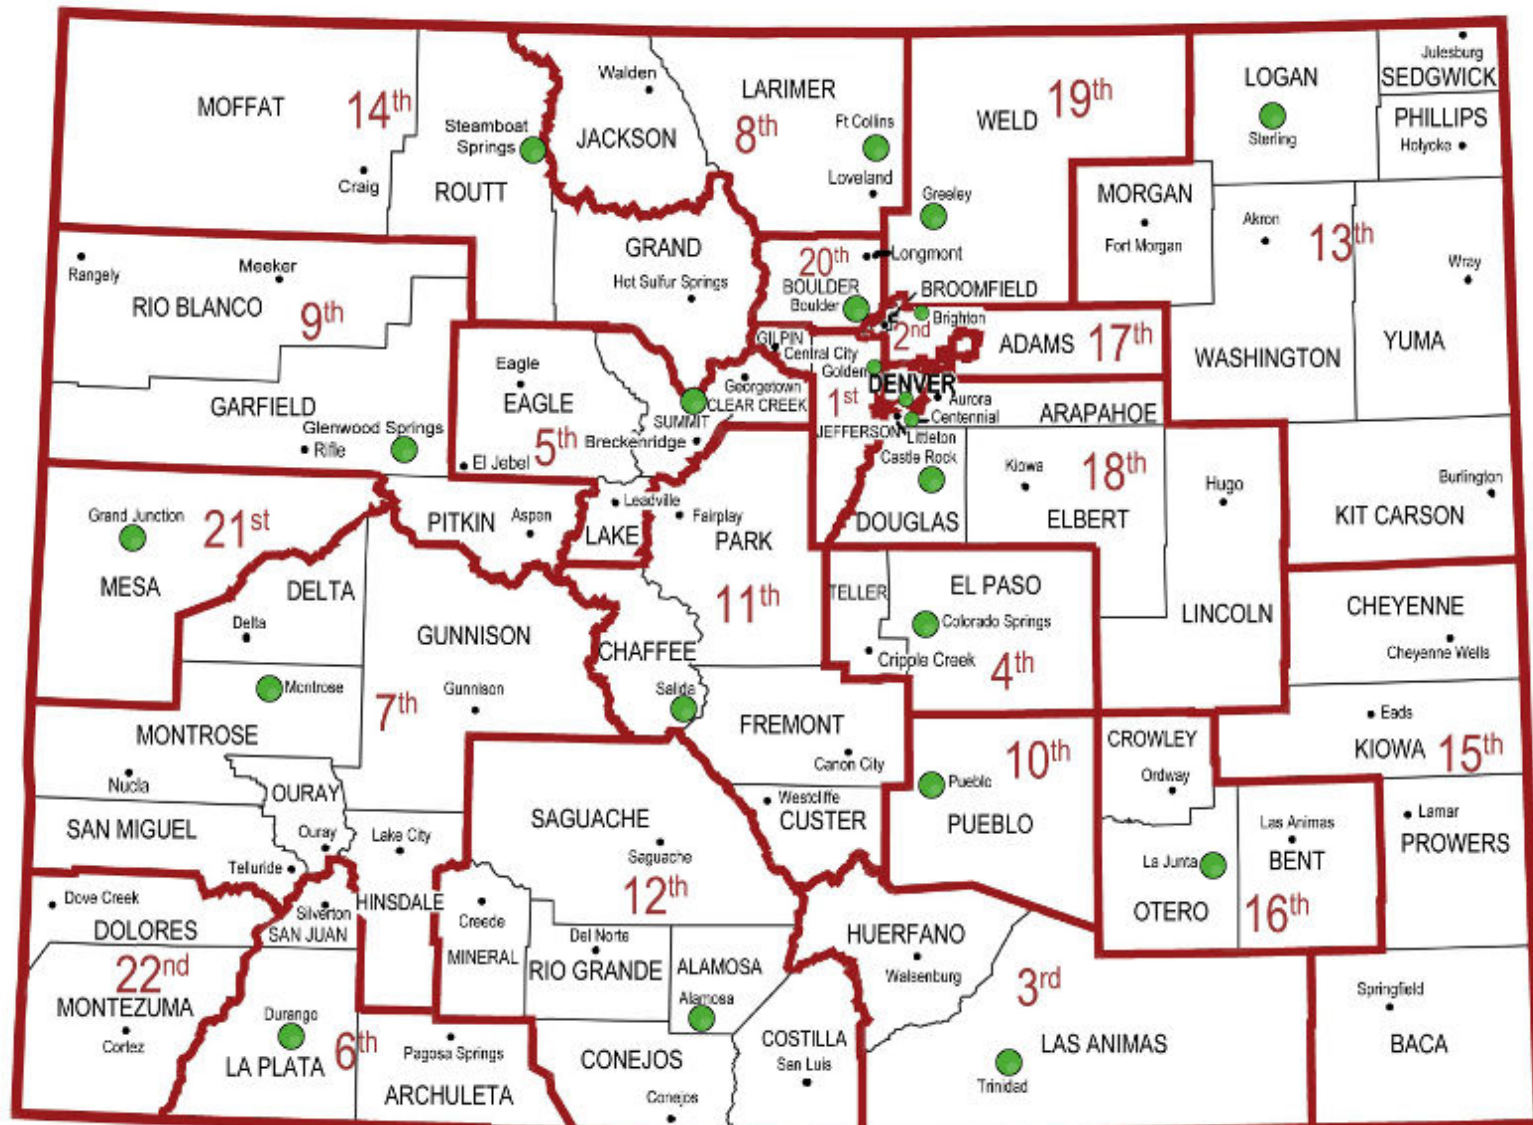 MOFFAT
14th
Craig
Steamboat
Springs
ROUTT
Walden
JACKSON
LARIMER
8th
Ft Collins
Loveland
WELD
19th
Greeley
LOGAN
Sterling
Julesburg
SEDGWICK
PHILLIPS
Holyoke
MORGAN
Fort Morgan
Akron
13th
Wray
WASHINGTON
YUMA
Rangely
Meeker
RIO BLANCO
9th
GRAND
Hot Sulfur Springs
20th
Longmont
BOULDER
Boulder
BROOMFIELD
2nd
Brighton
ADAMS
17th
GILPIN
Central City
Golden
DENVER
Aurora
Centennial
ARAPAHOE
Georgetown
CLEAR CREEK
1st
JEFFERSON
Littleton
Castle Rock
DOUGLAS
Kiowa
18th
ELBERT
Hugo
LINCOLN
Burlington
KIT CARSON
GARFIELD
Glenwood Springs
Rifle
Eagle
EAGLE
5th
El Jebel
SUMMIT
Breckenridge
Grand Junction
21st
MESA
PITKIN
Aspen
Leadville
LAKE
Fairplay
PARK
11th
DELTA
Delta
GUNNISON
Gunnison
7th
CHAFFEE
Salida
TELLER
EL PASO
Colorado Springs
Cripple Creek
4th
CHEYENNE
Cheyenne Wells
Montrose
MONTROSE
Nucla
OURAY
Ouray
SAN MIGUEL
Telluride
Lake City
HINSDALE
FREMONT
Canon City
Westcliffe
CUSTER
10th
Pueblo
PUEBLO
CROWLEY
Ordway
Eads
KIOWA
15th
Lamar
PROWERS
SAGUACHE
Saguache
12th
La Junta
OTERO
Las Animas
BENT
16th
Dove Creek
DOLORES
Silverton
SAN JUAN
22nd
MONTEZUMA
Cortez
Durango
LA PLATA
6th
Creede
MINERAL
Del Norte
RIO GRANDE
ALAMOSA
Alamosa
HUERFANO
Walsenburg
3rd
LAS ANIMAS
Trinidad
Springfield
BACA
Pagosa Springs
ARCHULETA
CONEJOS
Conejos
COSTILLA
San Luis